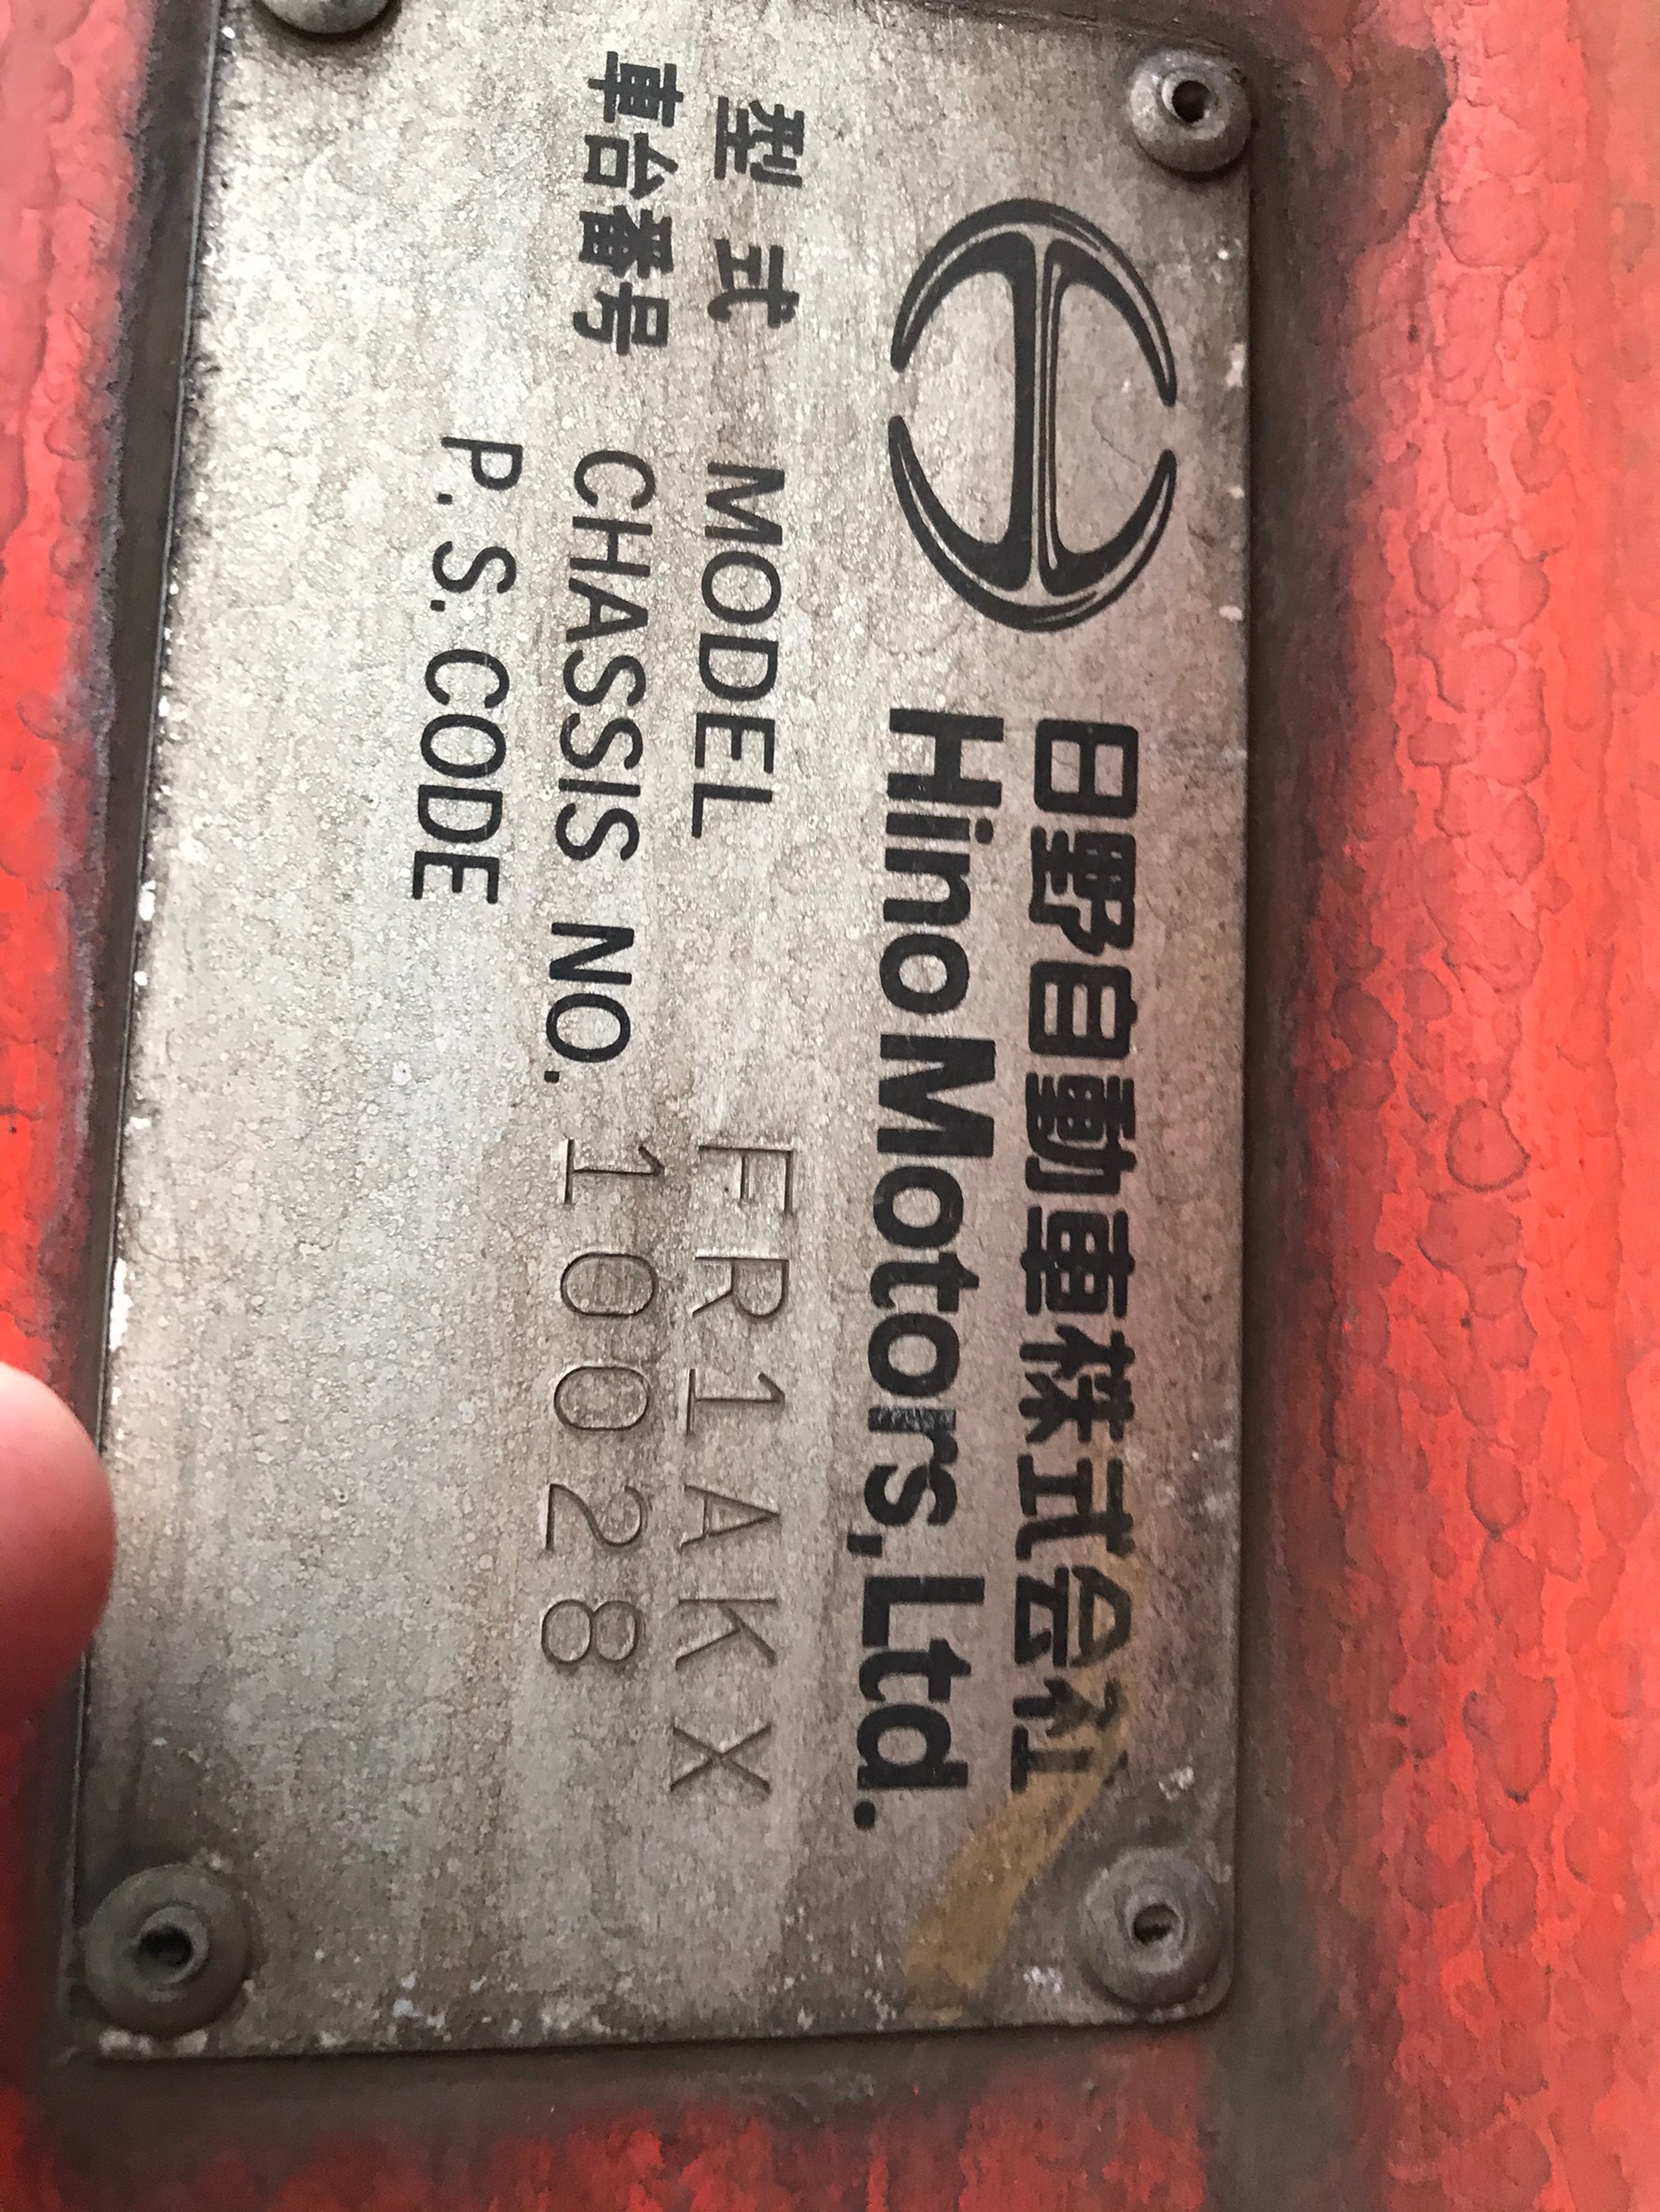 日野自動車株式会社
Hino Motors, Ltd.
型式 MODEL FR1AKX
車台番号 CHASSIS NO. 10028
P. S. CODE